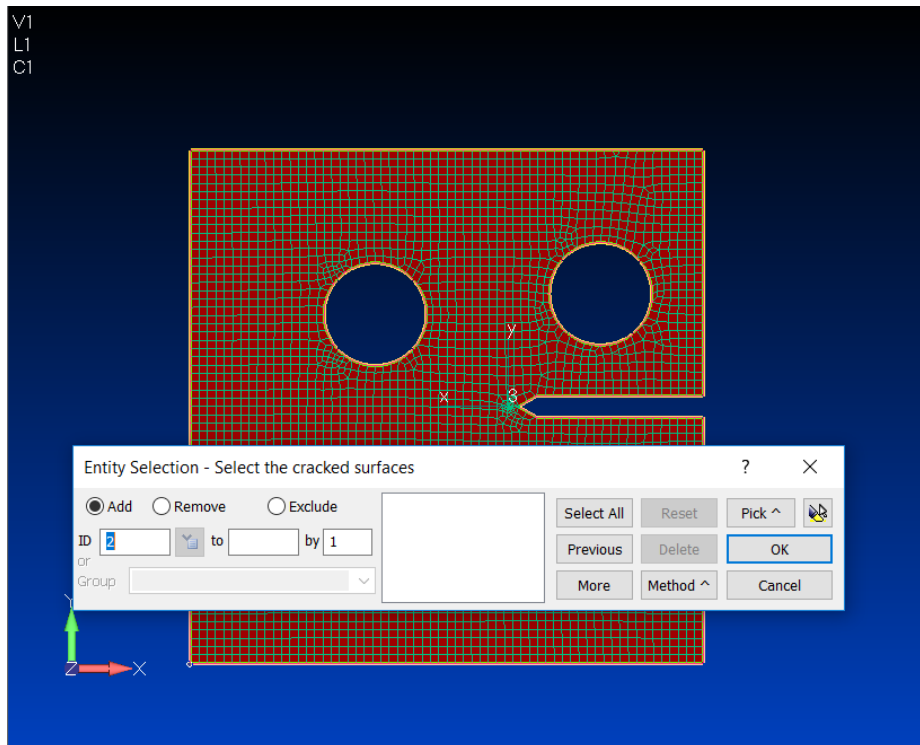 V1
L1
C1
y
3
x
Entity Selection - Select the cracked surfaces ?
Add Remove Exclude
ID 2 to by 1
or
Group
Select All Reset Pick ^
Previous Delete OK
More Method ^ Cancel
Y
Z X